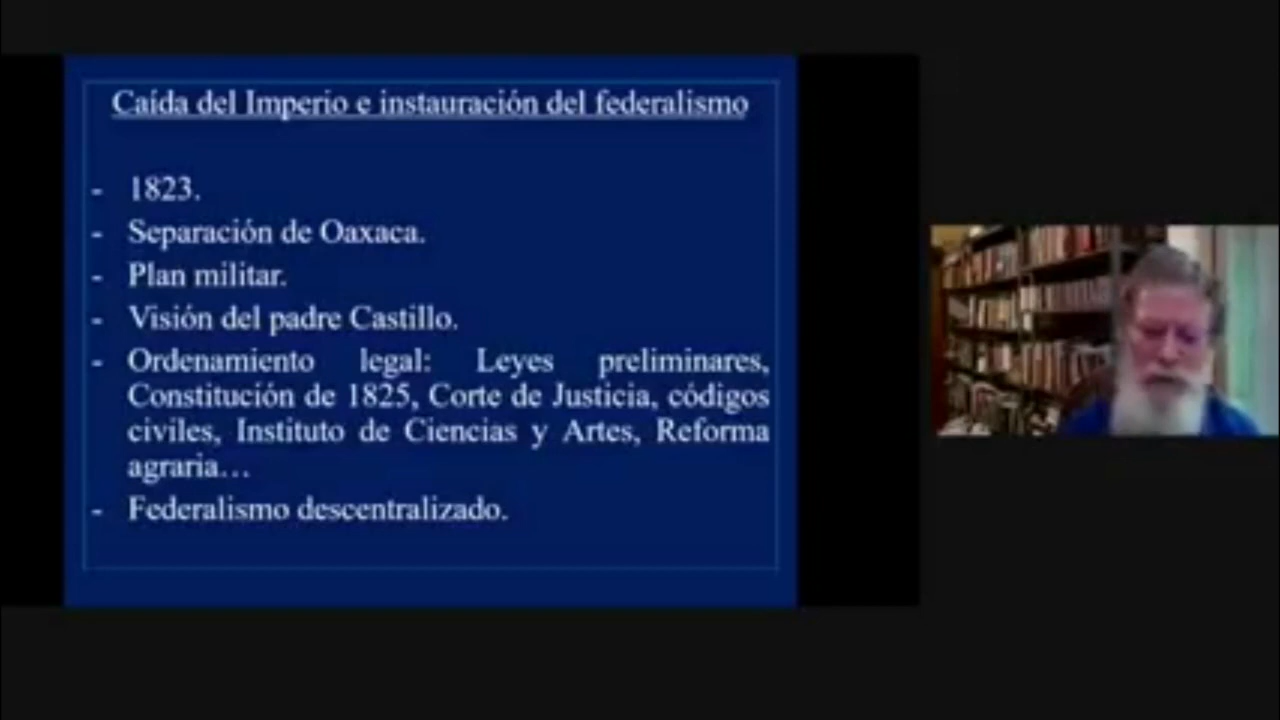 Caída del Imperio e instauración del federalismo
- 1823.
- Separación de Oaxaca.
- Plan militar.
- Visión del padre Castillo.
- Ordenamiento legal: Leyes preliminares,
Constitución de 1825, Corte de Justicia, códigos
civiles, Instituto de Ciencias y Artes, Reforma
agraria…
- Federalismo descentralizado.